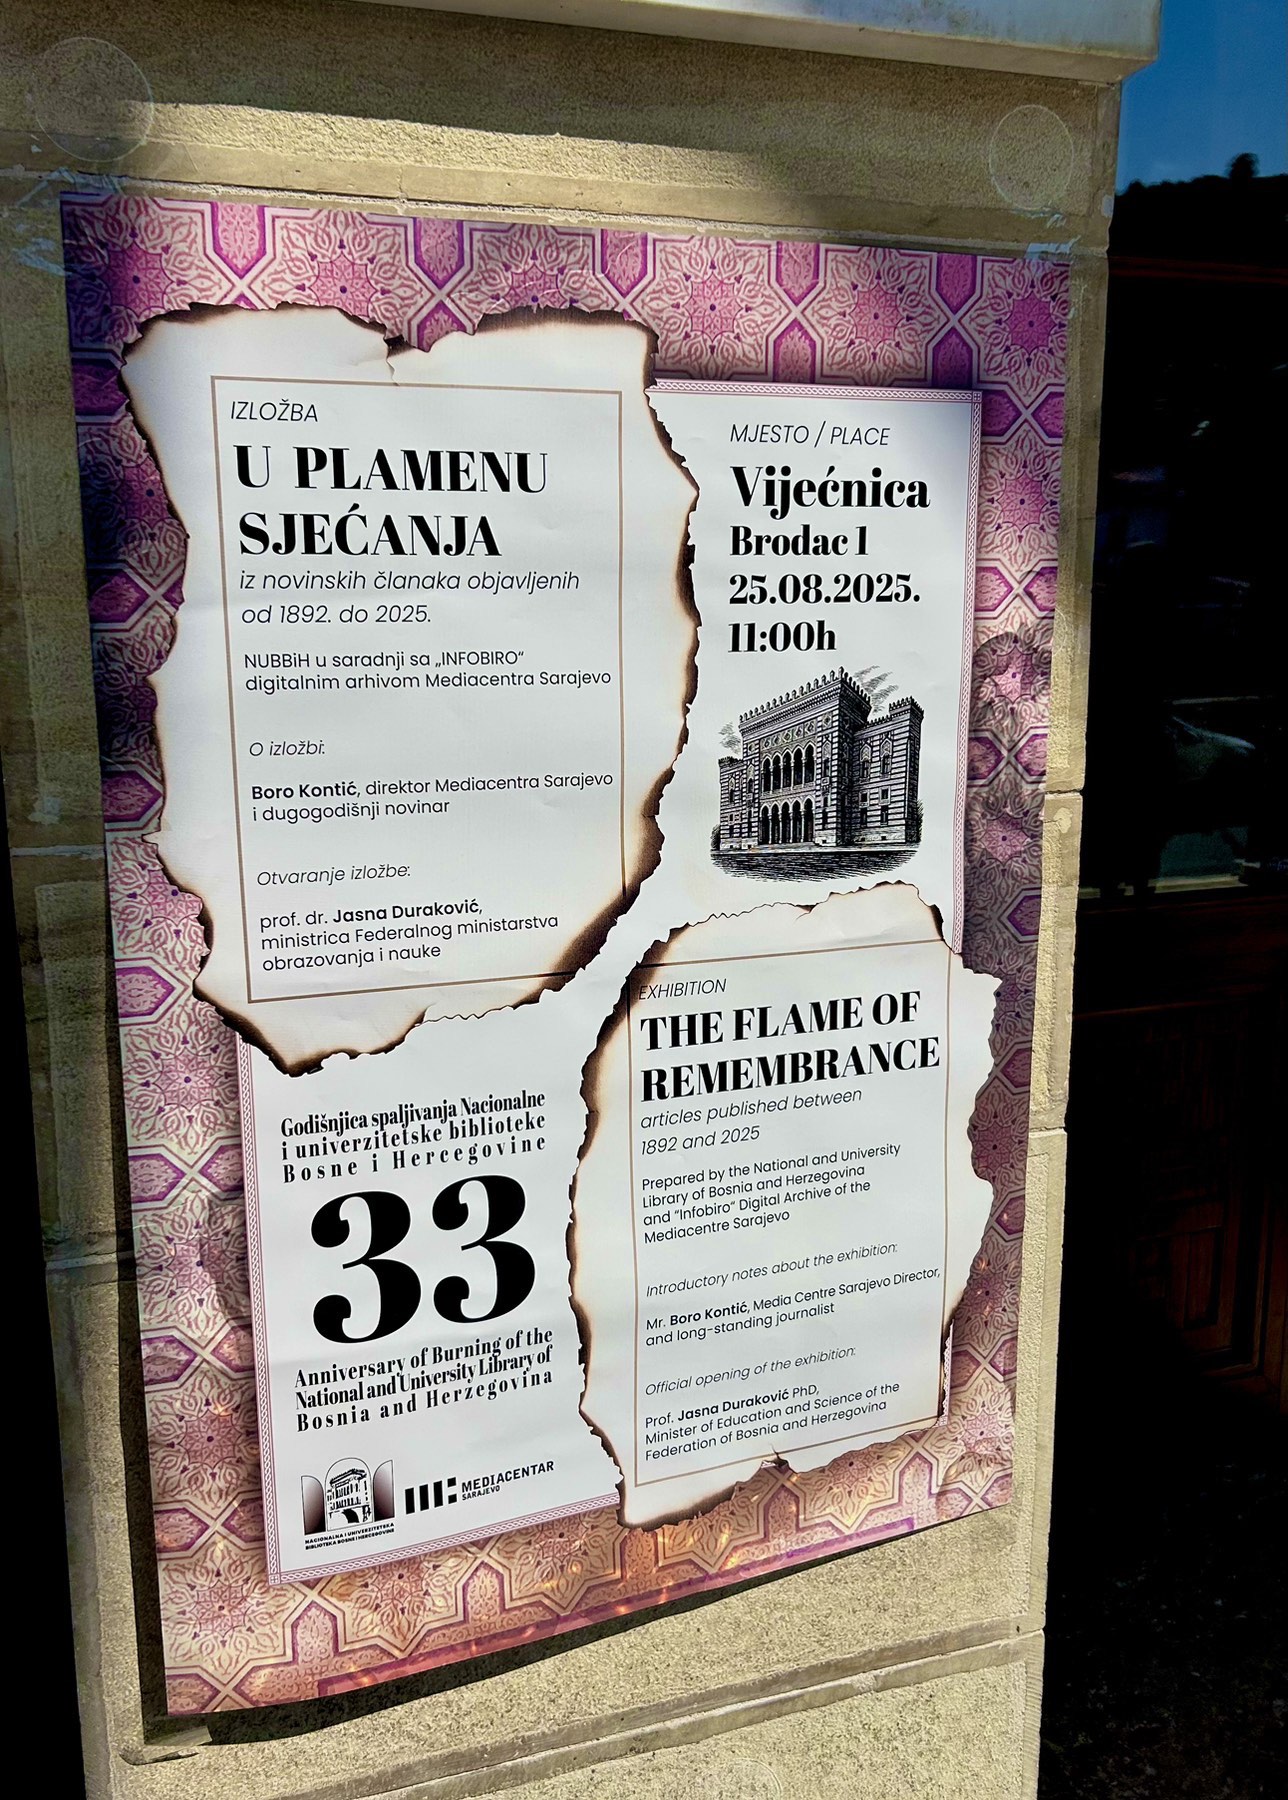 IZLOŽBA
U PLAMENU
SJEĆANJA
iz novinskih članaka objavljenih
od 1892. do 2025.
NUBBiH u saradnji sa „INFOBIRO“
digitalnim arhivom Mediacentra Sarajevo
O izložbi:
Boro Kontić, direktor Mediacentra Sarajevo
i dugogodišnji novinar
Otvaranje izložbe:
prof. dr. Jasna Duraković,
ministrica Federalnog ministarstva
obrazovanja i nauke
MJESTO / PLACE
Vijećnica
Brodac 1
25.08.2025.
11:00h
Godišnjica spaljivanja Nacionalne
i univerzitetske biblioteke
Bosne i Hercegovine
33
Anniversary of Burning of the
National and University Library of
Bosnia and Herzegovina
NACIONALNA I UNIVERZITETSKA
BIBLIOTEKA BOSNE I HERCEGOVINE
MEDIACENTAR
SARAJEVO
EXHIBITION
THE FLAME OF
REMEMBRANCE
articles published between
1892 and 2025
Prepared by the National and University
Library of Bosnia and Herzegovina
and “Infobiro” Digital Archive of the
Mediacentre Sarajevo
Introductory notes about the exhibition:
Mr. Boro Kontić, Media Centre Sarajevo Director,
and long-standing journalist
Official opening of the exhibition:
Prof. Jasna Duraković PhD,
Minister of Education and Science of the
Federation of Bosnia and Herzegovina